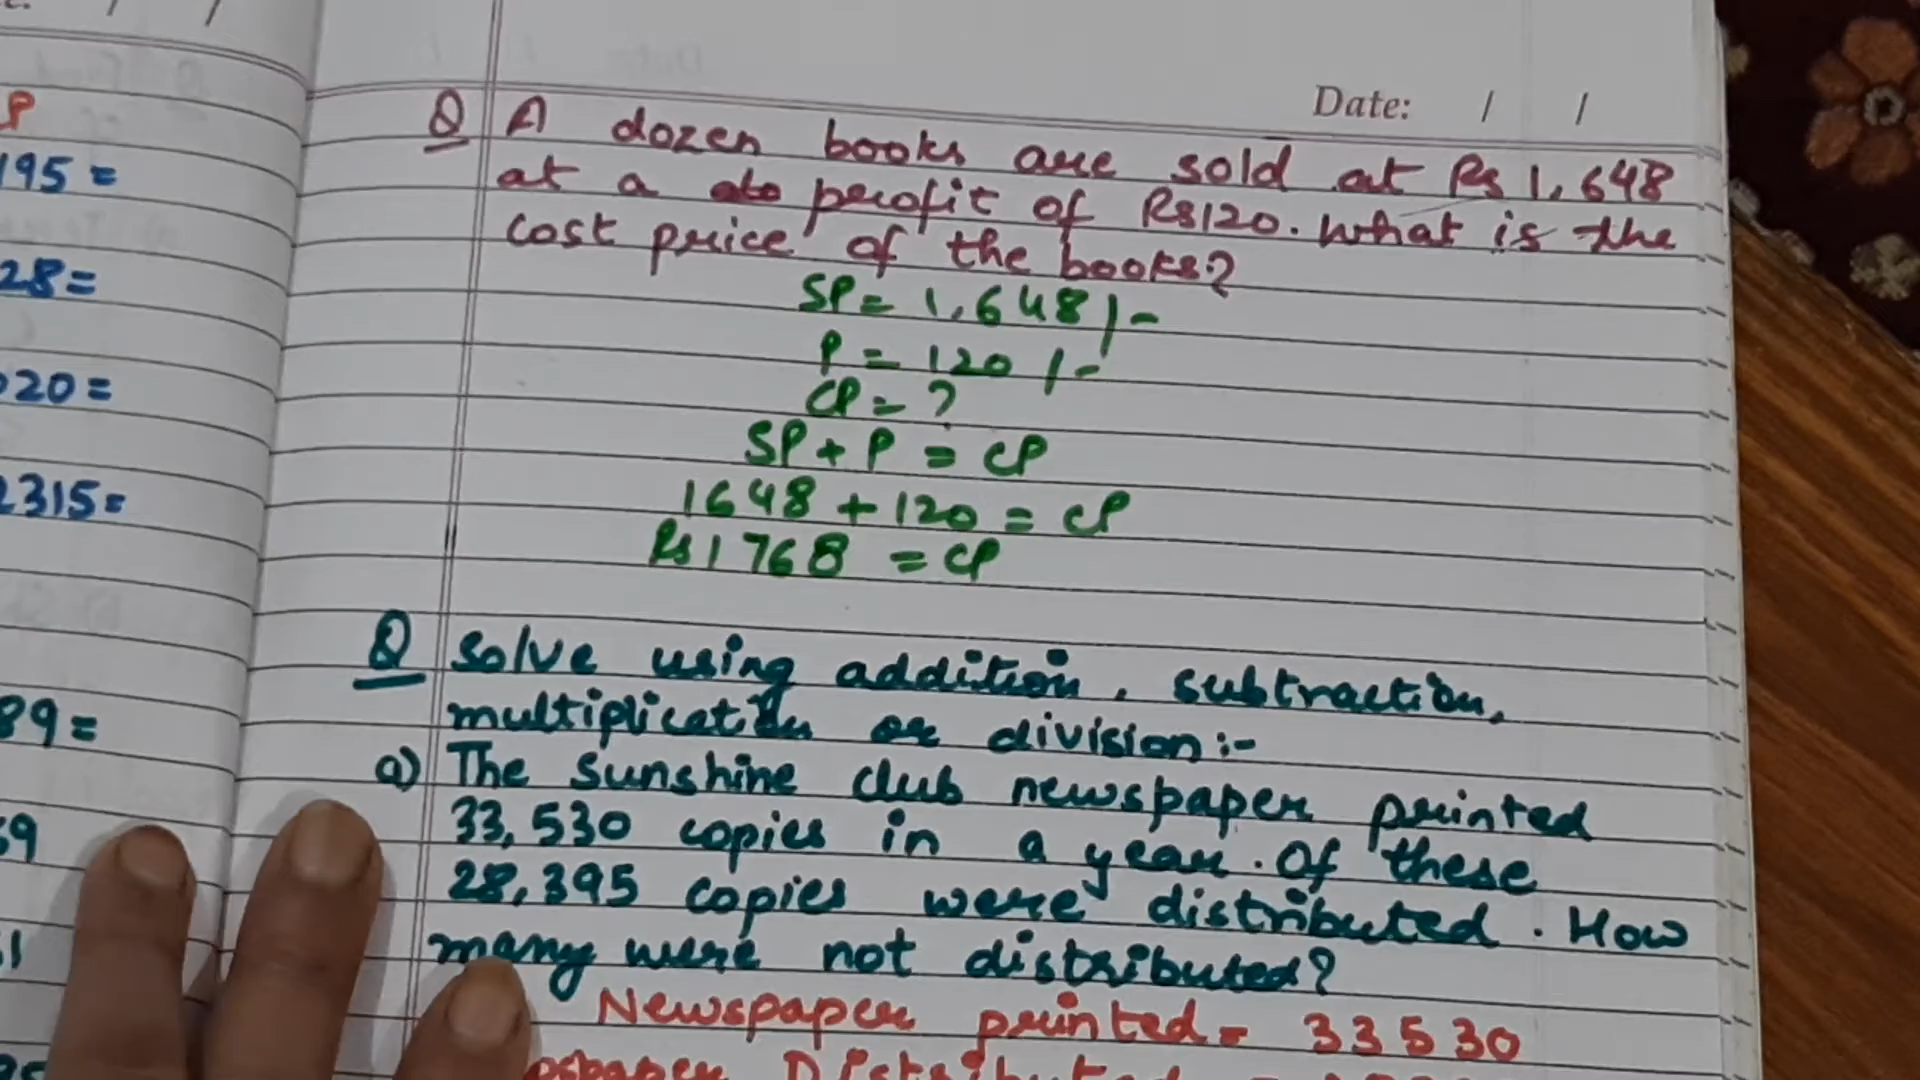 Date: / /
P
195=
28=
020=
2315=
89=
59
Q A dozen books are sold at Rs 1,648
at a profit of Rs120. What is the
cost price of the books?
SP= 1,648/-
P = 120/-
CP = ?
SP + P = CP
1648 + 120 = CP
Rs 1768 = CP
Q Solve using addition, subtraction,
multiplication or division:-
a) The Sunshine club newspaper printed
33,530 copies in a year. Of these
28,395 copies were distributed. How
many were not distributed?
Newspaper printed = 33530
Distributed =